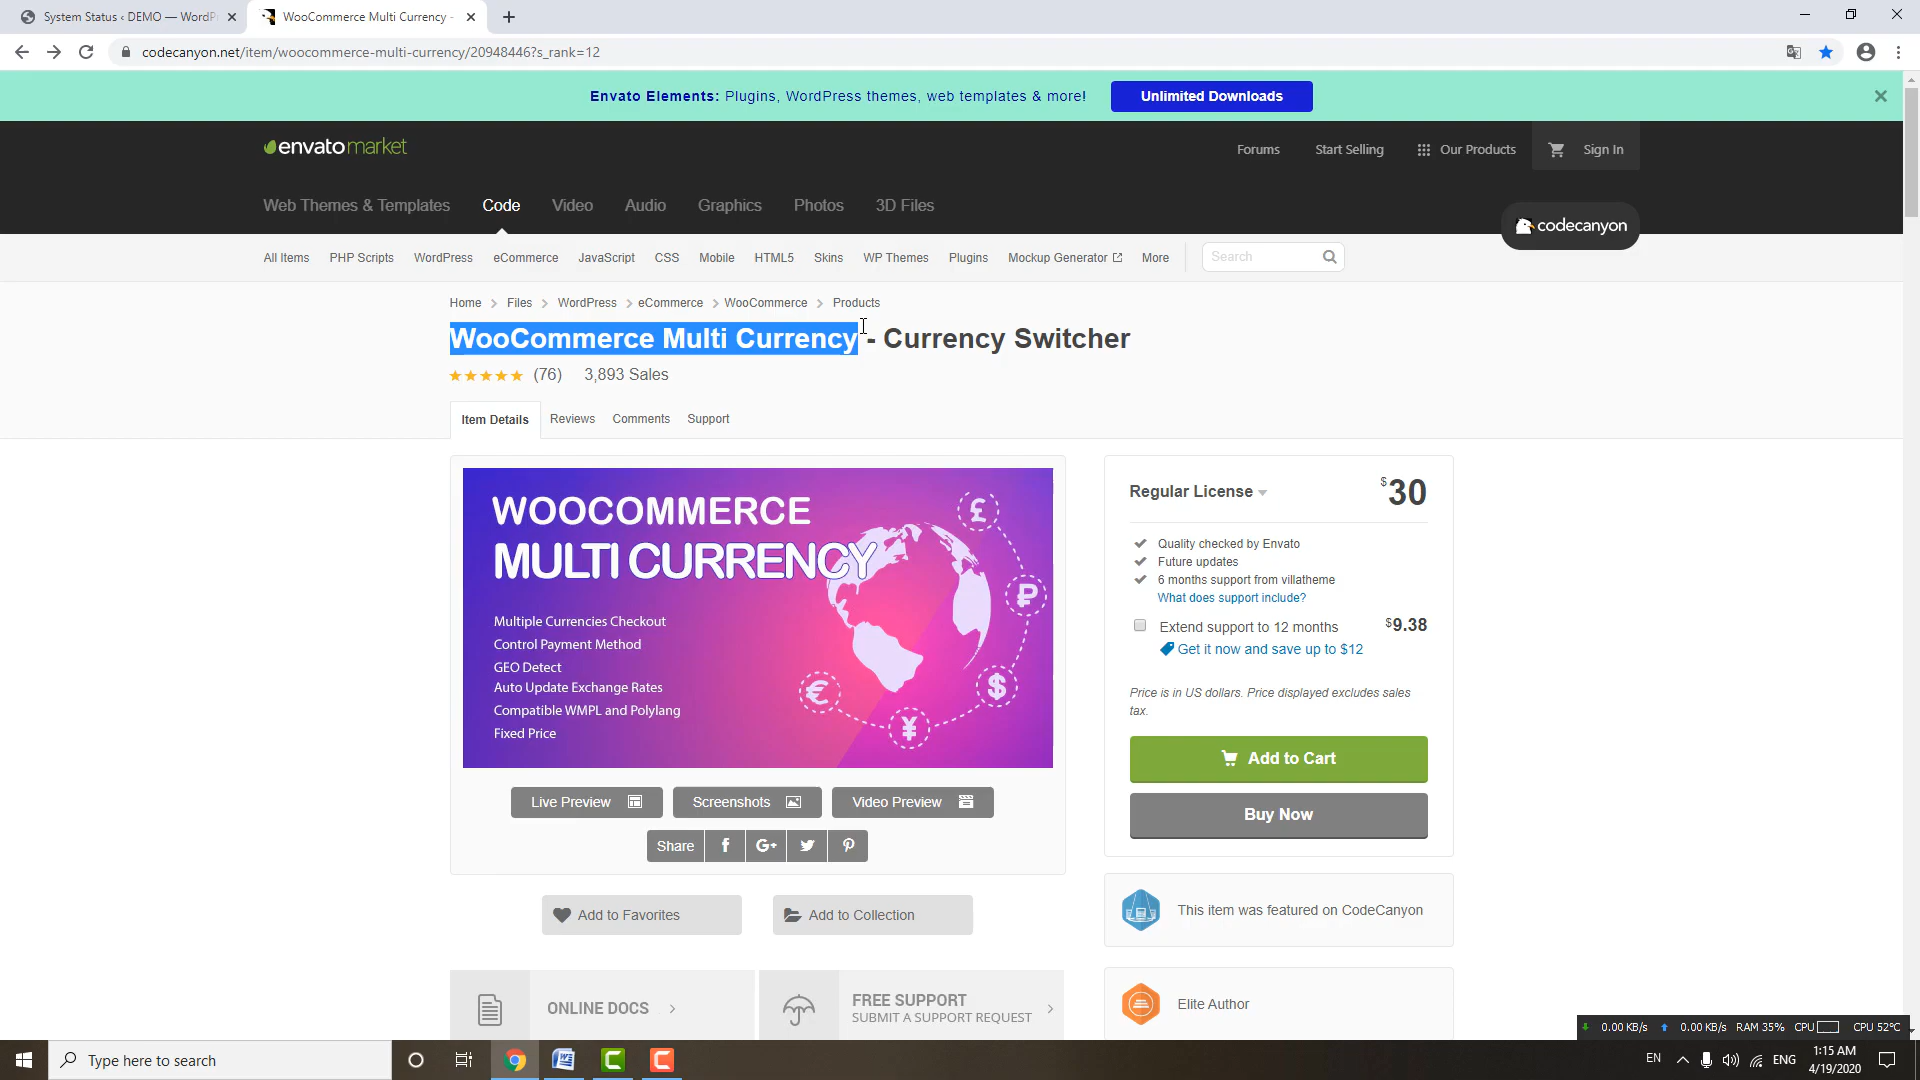 System Status ‹ DEMO — WordP
WooCommerce Multi Currency -
codecanyon.net/item/woocommerce-multi-currency/20948446?s_rank=12
Envato Elements: Plugins, WordPress themes, web templates & more!
Unlimited Downloads
envatomarket
Forums
Start Selling
Our Products
Sign In
Web Themes & Templates
Code
Video
Audio
Graphics
Photos
3D Files
codecanyon
All Items
PHP Scripts
WordPress
eCommerce
JavaScript
CSS
Mobile
HTML5
Skins
WP Themes
Plugins
Mockup Generator
More
Search
Home
Files
WordPress
eCommerce
WooCommerce
Products
WooCommerce Multi Currency - Currency Switcher
(76)
3,893 Sales
Item Details
Reviews
Comments
Support
WOOCOMMERCE
MULTI CURRENCY
Multiple Currencies Checkout
Control Payment Method
GEO Detect
Auto Update Exchange Rates
Compatible WMPL and Polylang
Fixed Price
£
₽
$
¥
€
Live Preview
Screenshots
Video Preview
Share
Add to Favorites
Add to Collection
ONLINE DOCS
FREE SUPPORT
SUBMIT A SUPPORT REQUEST
Regular License
$30
Quality checked by Envato
Future updates
6 months support from villatheme
What does support include?
Extend support to 12 months
$9.38
Get it now and save up to $12
Price is in US dollars. Price displayed excludes sales
tax.
Add to Cart
Buy Now
This item was featured on CodeCanyon
Elite Author
0.00 KB/s
0.00 KB/s
RAM 35%
CPU
CPU 52°C
Type here to search
EN
ENG
1:15 AM
4/19/2020